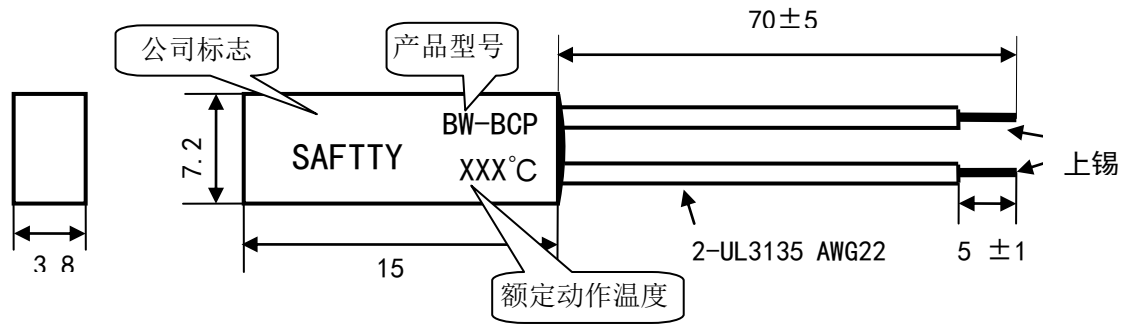 70±5
公司标志
产品型号
BW-BCP
SAFTTY
XXX℃
7.2
上锡
3 8
15
2-UL3135 AWG22
5 ±1
额定动作温度